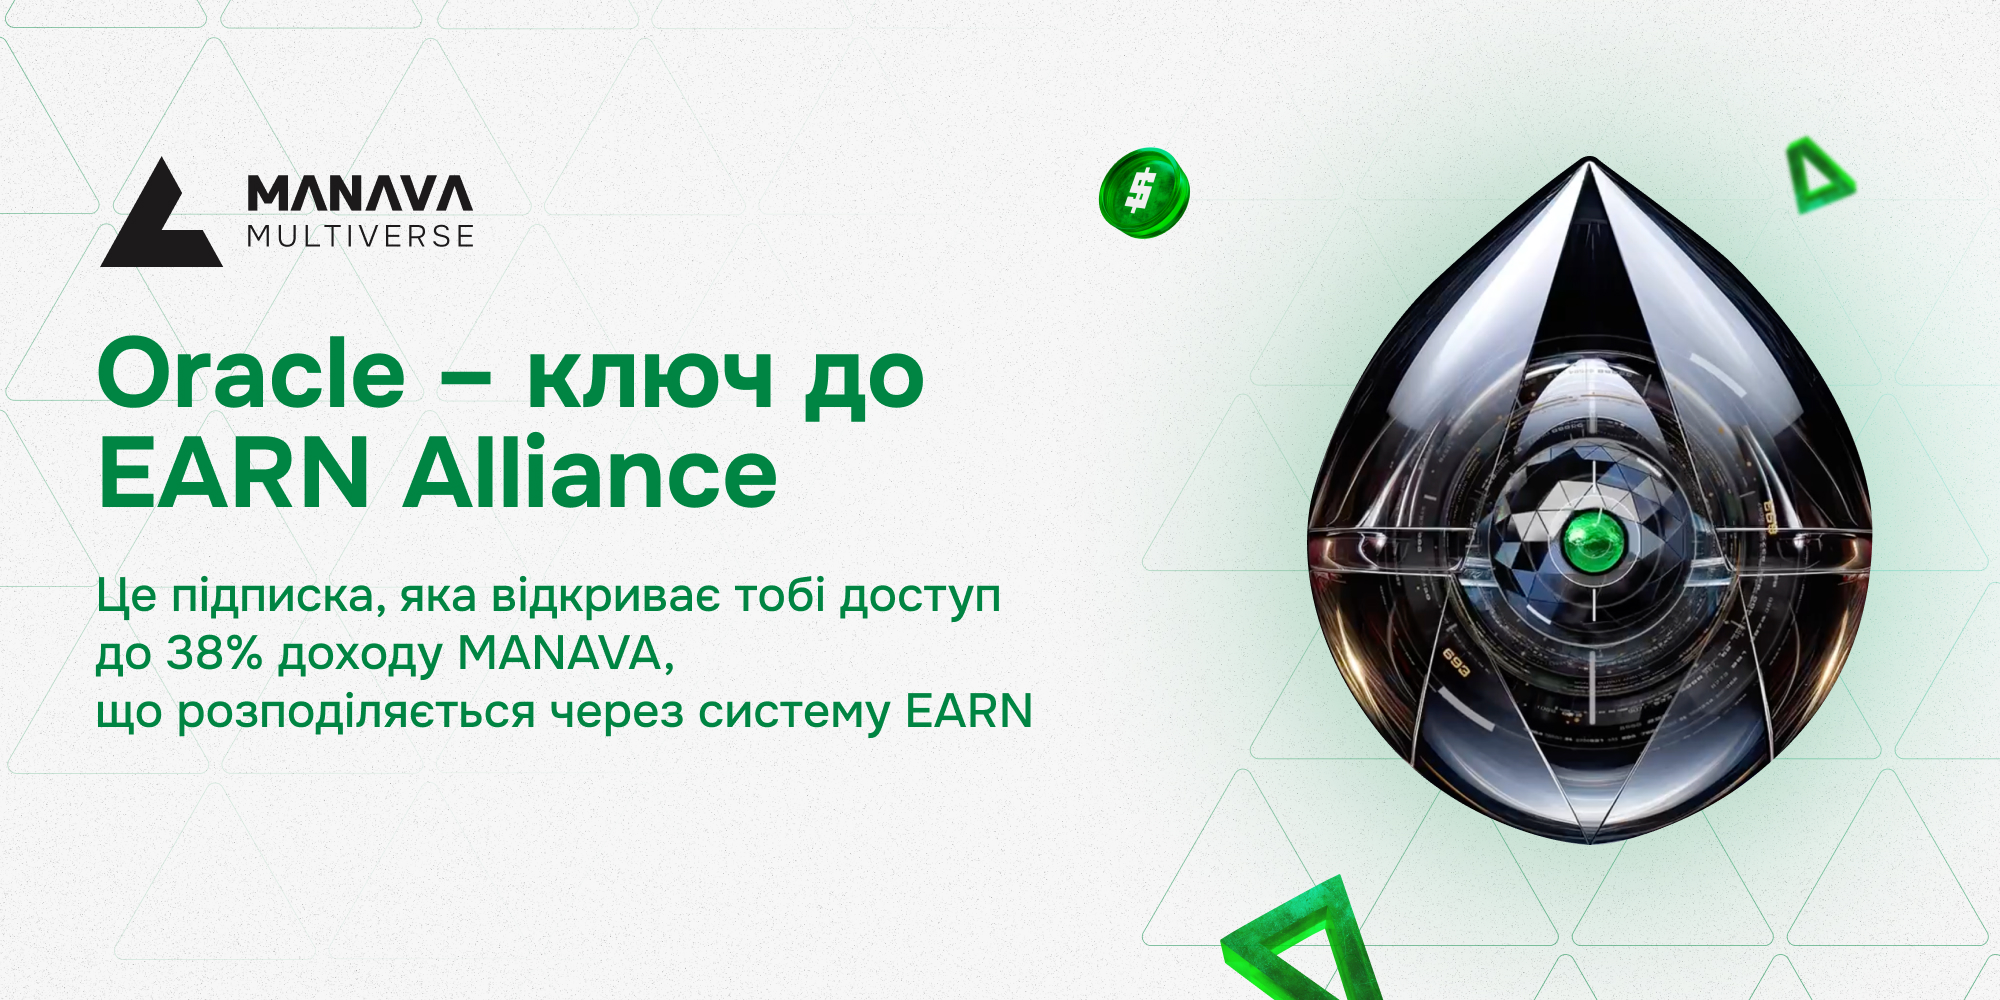 MANAVA
MULTIVERSE
Oracle – ключ до
EARN Alliance
Це підписка, яка відкриває тобі доступ
до 38% доходу MANAVA,
що розподіляється через систему EARN
$